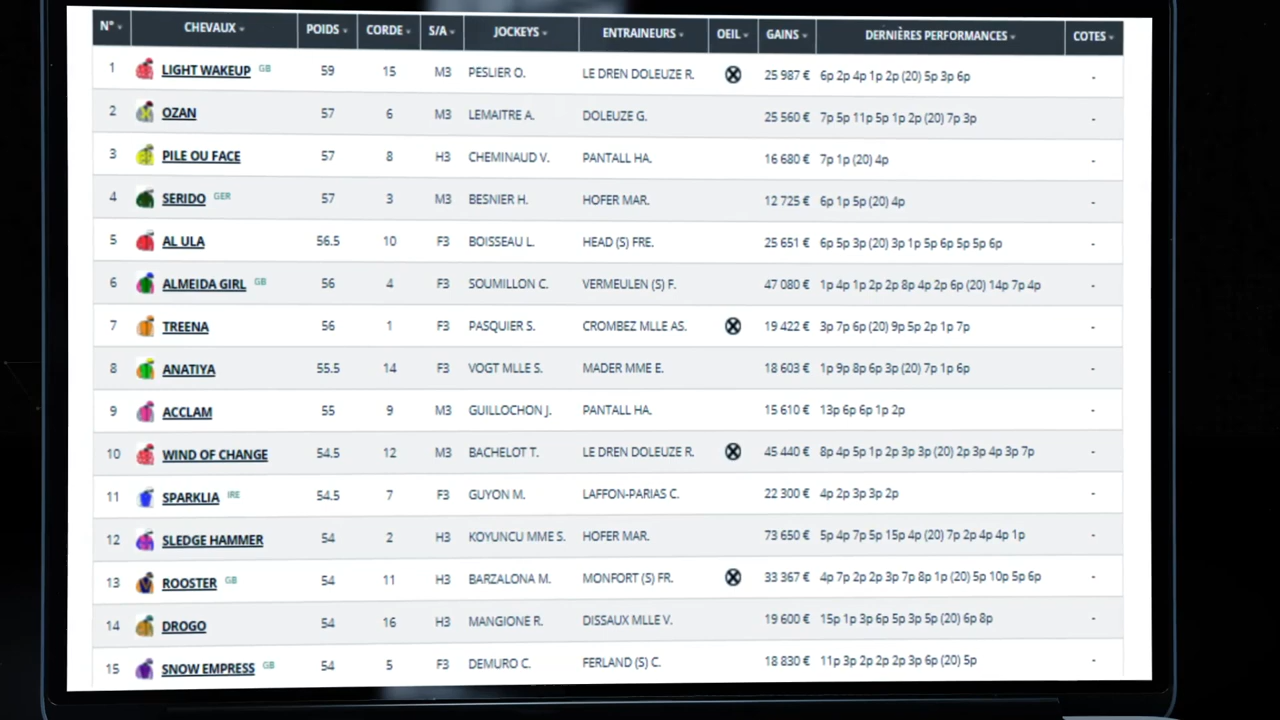 N° CHEVAUX POIDS CORDE S/A JOCKEYS ENTRAINEURS OEIL GAINS DERNIÈRES PERFORMANCES COTES
1 LIGHT WAKEUP GB 59 15 M3 PESLIER O. LE DREN DOLEUZE R. 25 987 € 6p 2p 4p 1p 2p (20) 5p 3p 6p -
2 OZAN 57 6 M3 LEMAITRE A. DOLEUZE G. 25 560 € 7p 5p 11p 5p 1p 2p (20) 7p 3p -
3 PILE OU FACE 57 8 H3 CHEMINAUD V. PANTALL HA. 16 680 € 7p 1p (20) 4p -
4 SERIDO GER 57 3 M3 BESNIER H. HOFER MAR. 12 725 € 6p 1p 5p (20) 4p -
5 AL ULA 56.5 10 F3 BOISSEAU L. HEAD (S) FRE. 25 651 € 6p 5p 3p (20) 3p 1p 5p 6p 5p 5p 6p -
6 ALMEIDA GIRL GB 56 4 F3 SOUMILLON C. VERMEULEN (S) F. 47 080 € 1p 4p 1p 2p 2p 8p 4p 2p 6p (20) 14p 7p 4p -
7 TREENA 56 1 F3 PASQUIER S. CROMBEZ MLLE AS. 19 422 € 3p 7p 6p (20) 9p 5p 2p 1p 7p -
8 ANATIYA 55.5 14 F3 VOGT MLLE S. MADER MME E. 18 603 € 1p 9p 8p 6p 3p (20) 7p 1p 6p -
9 ACCLAM 55 9 M3 GUILLOCHON J. PANTALL HA. 15 610 € 13p 6p 6p 1p 2p -
10 WIND OF CHANGE 54.5 12 M3 BACHELOT T. LE DREN DOLEUZE R. 45 440 € 8p 4p 5p 1p 2p 3p 3p (20) 2p 3p 4p 3p 7p -
11 SPARKLIA IRE 54.5 7 F3 GUYON M. LAFFON-PARIAS C. 22 300 € 4p 2p 3p 3p 2p -
12 SLEDGE HAMMER 54 2 H3 KOYUNCU MME S. HOFER MAR. 73 650 € 5p 4p 7p 5p 15p 4p (20) 7p 2p 4p 4p 1p -
13 ROOSTER GB 54 11 H3 BARZALONA M. MONFORT (S) FR. 33 367 € 4p 7p 2p 2p 3p 7p 8p 1p (20) 5p 10p 5p 6p -
14 DROGO 54 16 H3 MANGIONE R. DISSAUX MLLE V. 19 600 € 15p 1p 3p 6p 5p 3p 5p (20) 6p 8p -
15 SNOW EMPRESS GB 54 5 F3 DEMURO C. FERLAND (S) C. 18 830 € 11p 3p 2p 2p 2p 3p 6p (20) 5p -